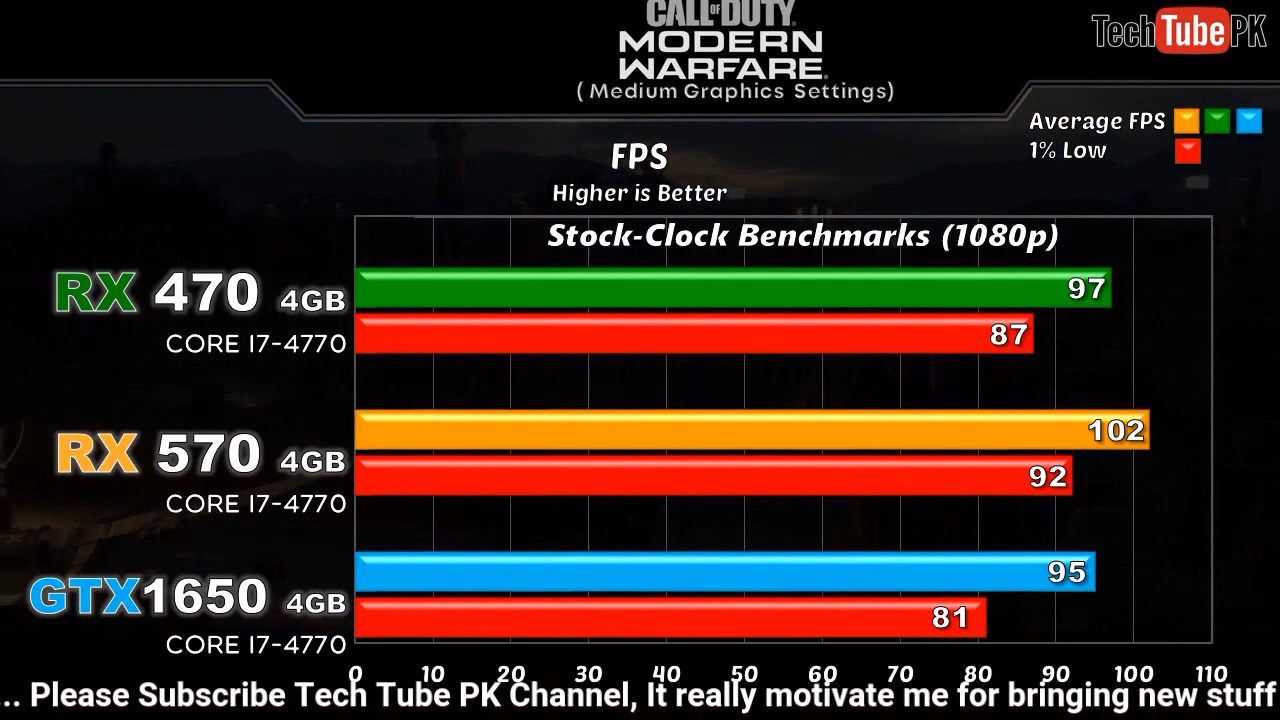 CALL OF DUTY
MODERN
WARFARE
( Medium Graphics Settings)
TechTubePK
Average FPS
1% Low
FPS
Higher is Better
Stock-Clock Benchmarks (1080p)
RX 470 4GB
CORE I7-4770
97
87
RX 570 4GB
CORE I7-4770
102
92
GTX1650 4GB
CORE I7-4770
95
81
0 10 20 30 40 50 60 70 80 90 100 110
... Please Subscribe Tech Tube PK Channel, It really motivate me for bringing new stuff